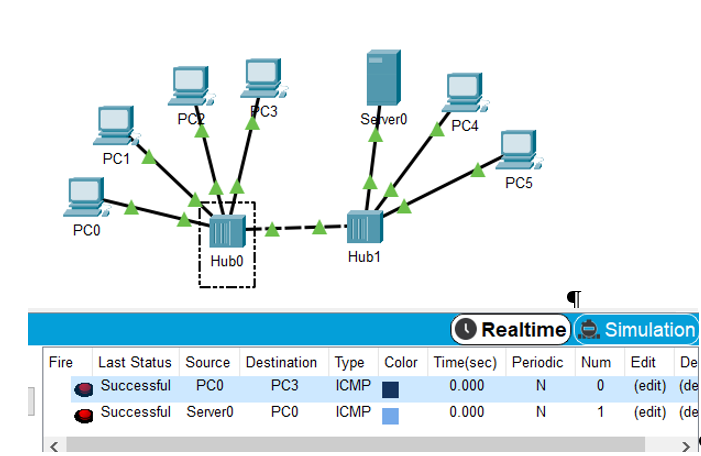 PC3
PC2
Server0
PC4
PC1
PC5
PC0
Hub0
Hub1
¶
Realtime
Simulation
Fire Last Status Source Destination Type Color Time(sec) Periodic Num Edit De
Successful PC0 PC3 ICMP 0.000 N 0 (edit) (de
Successful Server0 PC0 ICMP 0.000 N 1 (edit) (de